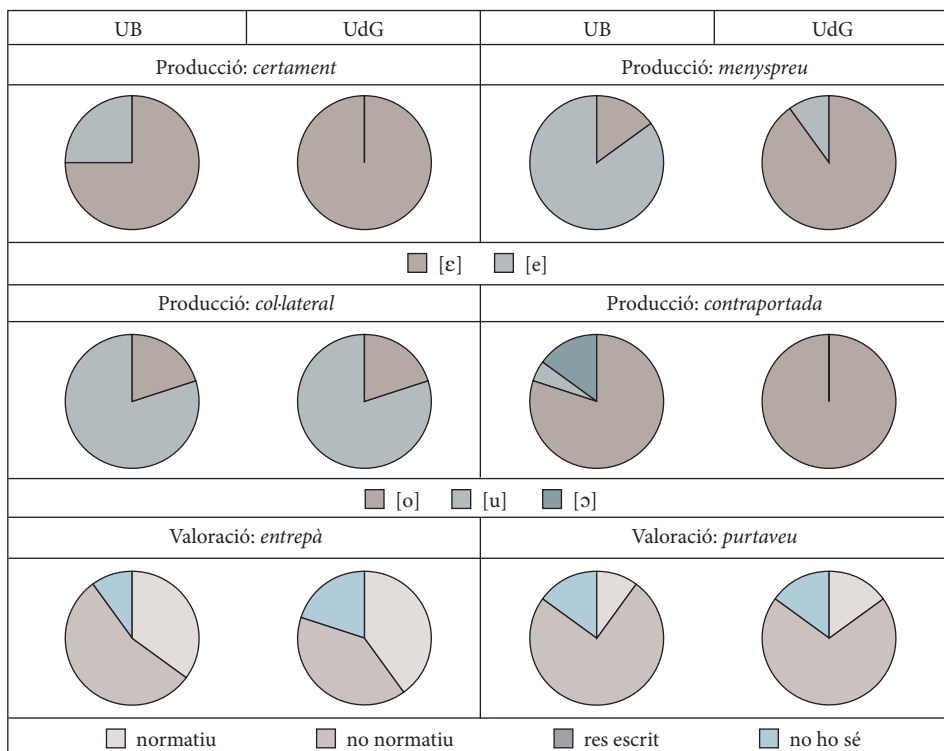 UB UdG UB UdG
Producció: certament Producció: menyspreu
[ɛ] [e]
Producció: col·lateral Producció: contraportada
[o] [u] [ɔ]
Valoració: entrepà Valoració: purtaveu
normatiu no normatiu res escrit no ho sé